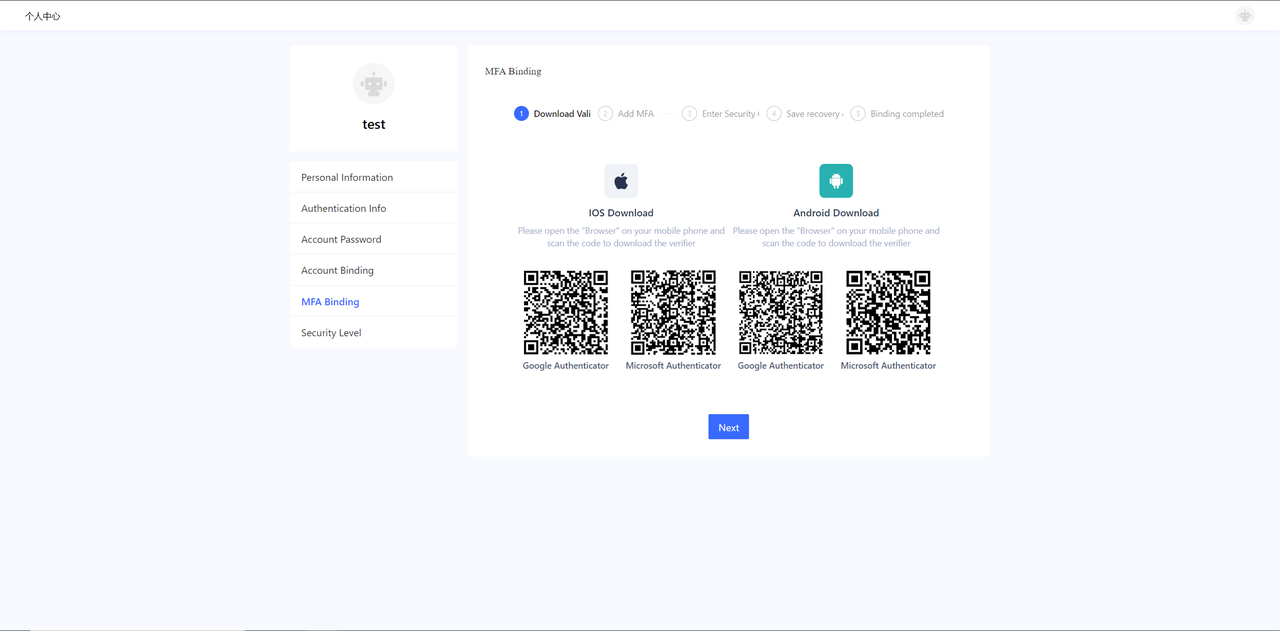 个人中心
test
Personal Information
Authentication Info
Account Password
Account Binding
MFA Binding
Security Level
MFA Binding
1 Download Vali 2 Add MFA 3 Enter Security 4 Save recovery 5 Binding completed
IOS Download
Please open the "Browser" on your mobile phone and
scan the code to download the verifier
Android Download
Please open the "Browser" on your mobile phone and
scan the code to download the verifier
Google Authenticator
Microsoft Authenticator
Google Authenticator
Microsoft Authenticator
Next